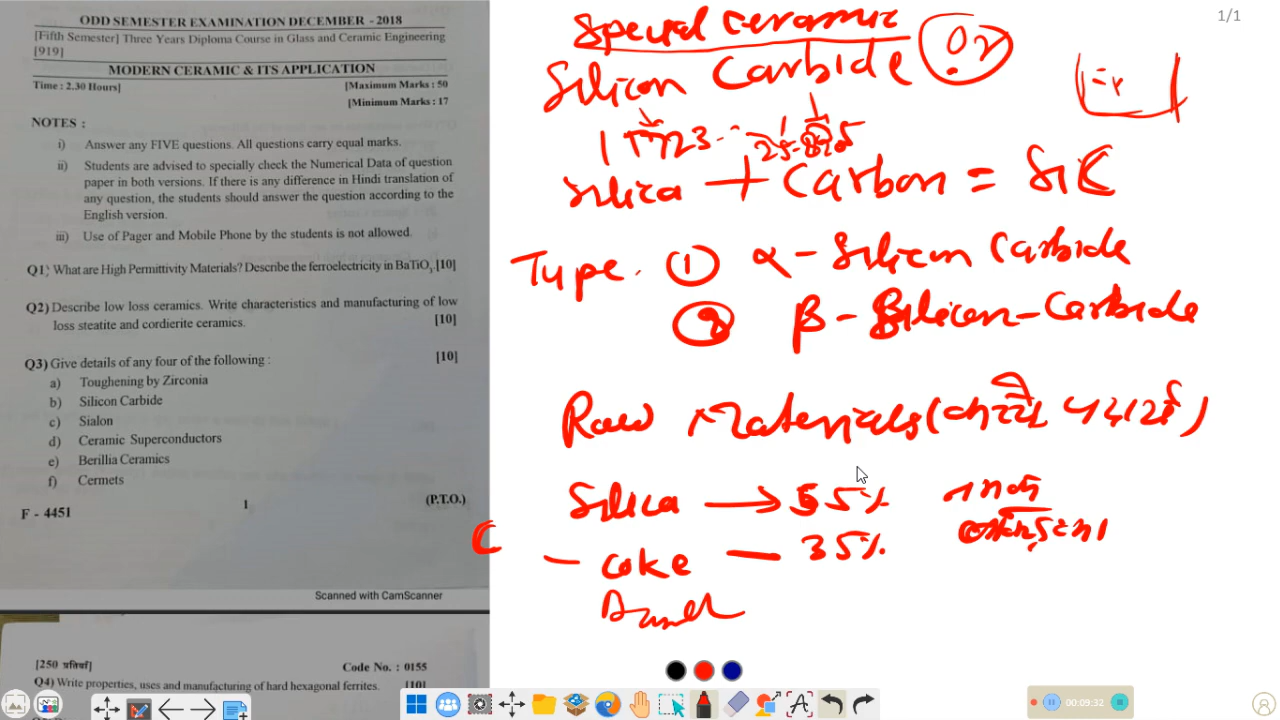 ODD SEMESTER EXAMINATION DECEMBER - 2018
[Fifth Semester] Three Years Diploma Course in Glass and Ceramic Engineering
[919]
MODERN CERAMIC & ITS APPLICATION
Time : 2.30 Hours] [Maximum Marks : 50
[Minimum Marks : 17
NOTES :
i) Answer any FIVE questions. All questions carry equal marks.
ii) Students are advised to specially check the Numerical Data of question
paper in both versions. If there is any difference in Hindi translation of
any question, the students should answer the question according to the
English version.
iii) Use of Pager and Mobile Phone by the students is not allowed.
Q1) What are High Permittivity Materials? Describe the ferroelectricity in BaTiO3. [10]
Q2) Describe low loss ceramics. Write characteristics and manufacturing of low
loss steatite and cordierite ceramics. [10]
Q3) Give details of any four of the following : [10]
a) Toughening by Zirconia
b) Silicon Carbide
c) Sialon
d) Ceramic Superconductors
e) Berillia Ceramics
f) Cermets
1
(P.T.O.)
F - 4451
Scanned with CamScanner
[250 प्रतियाँ] Code No. : 0155
Q4) Write properties, uses and manufacturing of hard hexagonal ferrites. [10]
1/1
Special ceramic
Silicon Carbide
Silica + Carbon = SiC
Type. ① α - Silicon Carbide
② β - Silicon - Carbide
Raw Materials
Silica → 55%
C - Coke — 35%
00:09:32